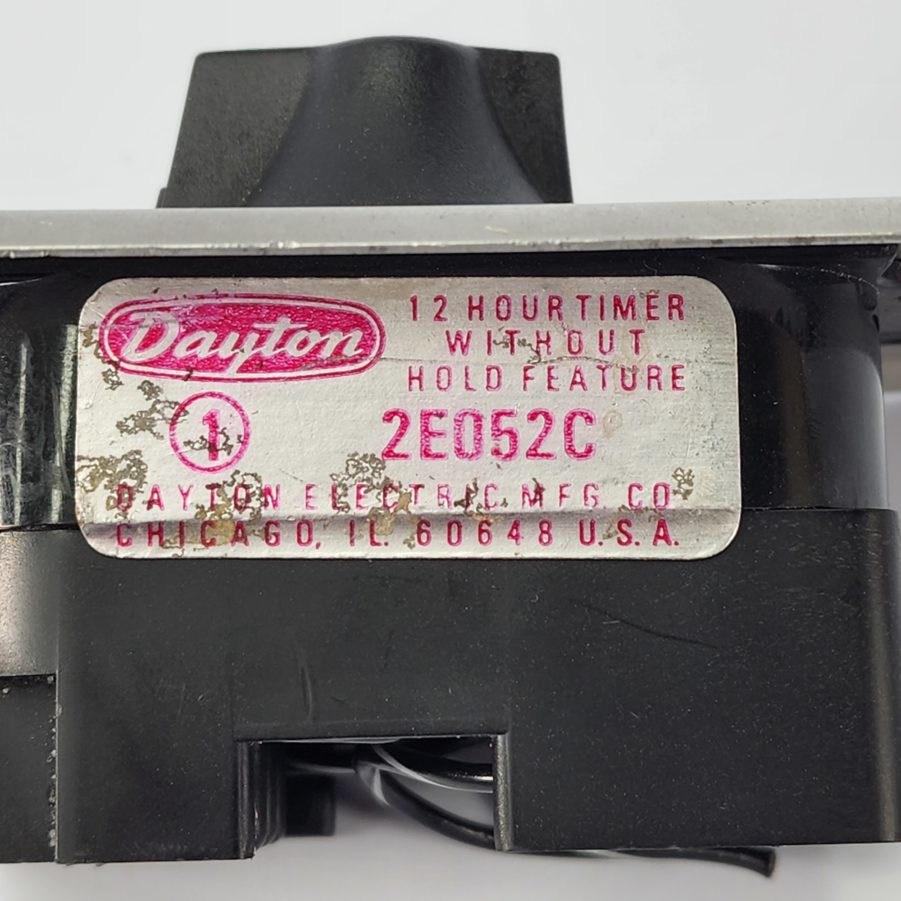 Dayton
12 HOUR TIMER
WITHOUT
HOLD FEATURE
1
2E052C
DAYTON ELECTRIC MFG. CO.
CHICAGO, IL. 60648 U.S.A.